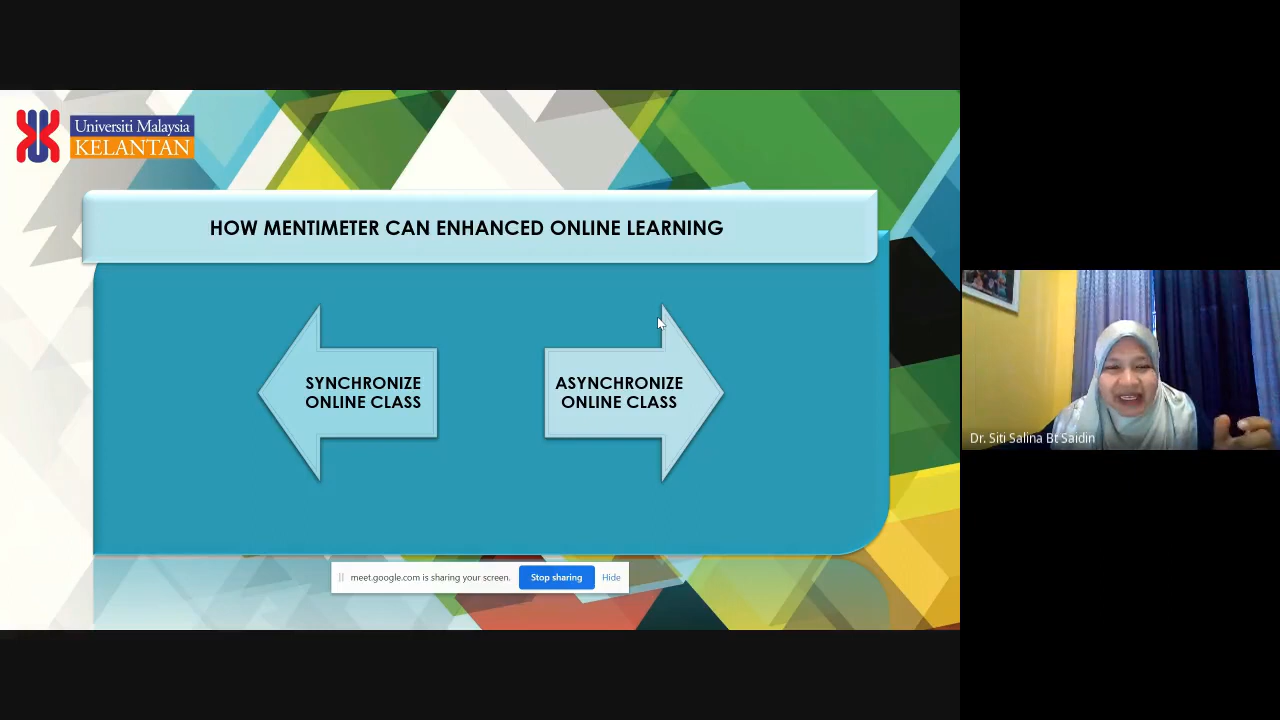 Universiti Malaysia
KELANTAN
HOW MENTIMETER CAN ENHANCED ONLINE LEARNING
SYNCHRONIZE
ONLINE CLASS
ASYNCHRONIZE
ONLINE CLASS
Dr. Siti Salina Bt Saidin
meet.google.com is sharing your screen.
Stop sharing
Hide